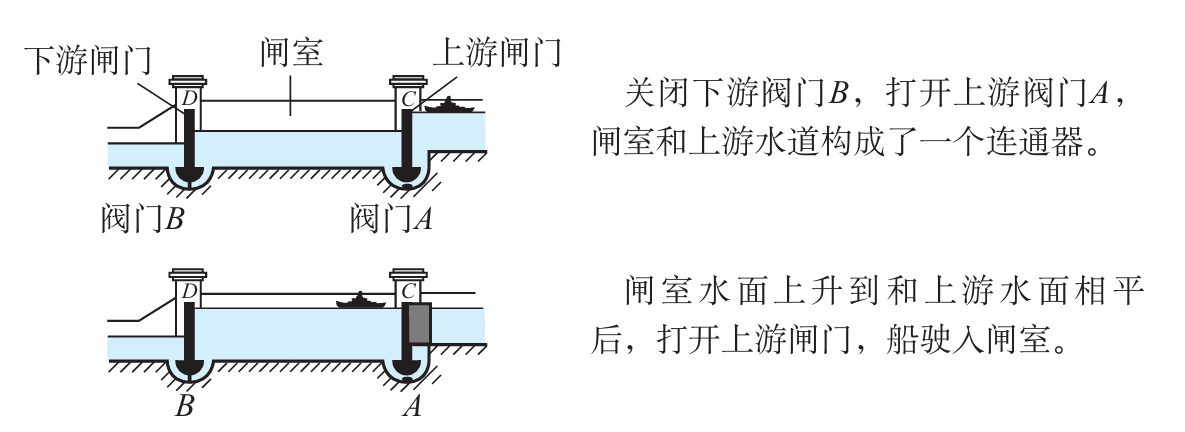 下游闸门
闸室
上游闸门
D
C
阀门B
阀门A
关闭下游阀门B，打开上游阀门A，
闸室和上游水道构成了一个连通器。
D
C
B
A
闸室水面上升到和上游水面相平
后，打开上游闸门，船驶入闸室。